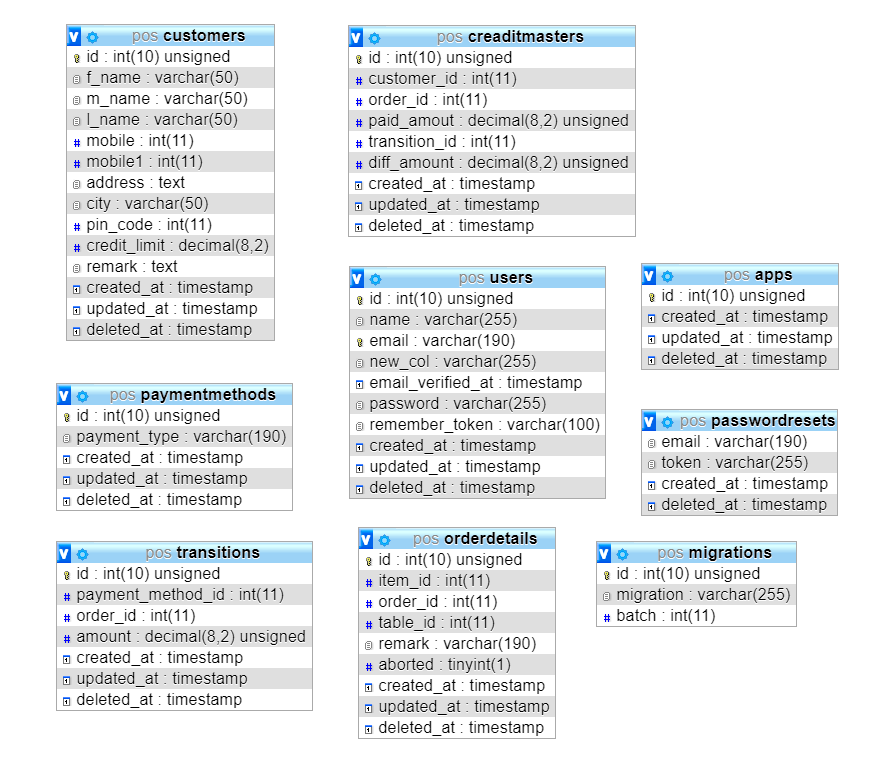 pos customers
id : int(10) unsigned
f_name : varchar(50)
m_name : varchar(50)
l_name : varchar(50)
mobile : int(11)
mobile1 : int(11)
address : text
city : varchar(50)
pin_code : int(11)
credit_limit : decimal(8,2)
remark : text
created_at : timestamp
updated_at : timestamp
deleted_at : timestamp
pos creaditmasters
id : int(10) unsigned
customer_id : int(11)
order_id : int(11)
paid_amout : decimal(8,2) unsigned
transition_id : int(11)
diff_amount : decimal(8,2) unsigned
created_at : timestamp
updated_at : timestamp
deleted_at : timestamp
pos users
id : int(10) unsigned
name : varchar(255)
email : varchar(190)
new_col : varchar(255)
email_verified_at : timestamp
password : varchar(255)
remember_token : varchar(100)
created_at : timestamp
updated_at : timestamp
deleted_at : timestamp
pos apps
id : int(10) unsigned
created_at : timestamp
updated_at : timestamp
deleted_at : timestamp
pos paymentmethods
id : int(10) unsigned
payment_type : varchar(190)
created_at : timestamp
updated_at : timestamp
deleted_at : timestamp
pos passwordresets
email : varchar(190)
token : varchar(255)
created_at : timestamp
deleted_at : timestamp
pos transitions
id : int(10) unsigned
payment_method_id : int(11)
order_id : int(11)
amount : decimal(8,2) unsigned
created_at : timestamp
updated_at : timestamp
deleted_at : timestamp
pos orderdetails
id : int(10) unsigned
item_id : int(11)
order_id : int(11)
table_id : int(11)
remark : varchar(190)
aborted : tinyint(1)
created_at : timestamp
updated_at : timestamp
deleted_at : timestamp
pos migrations
id : int(10) unsigned
migration : varchar(255)
batch : int(11)